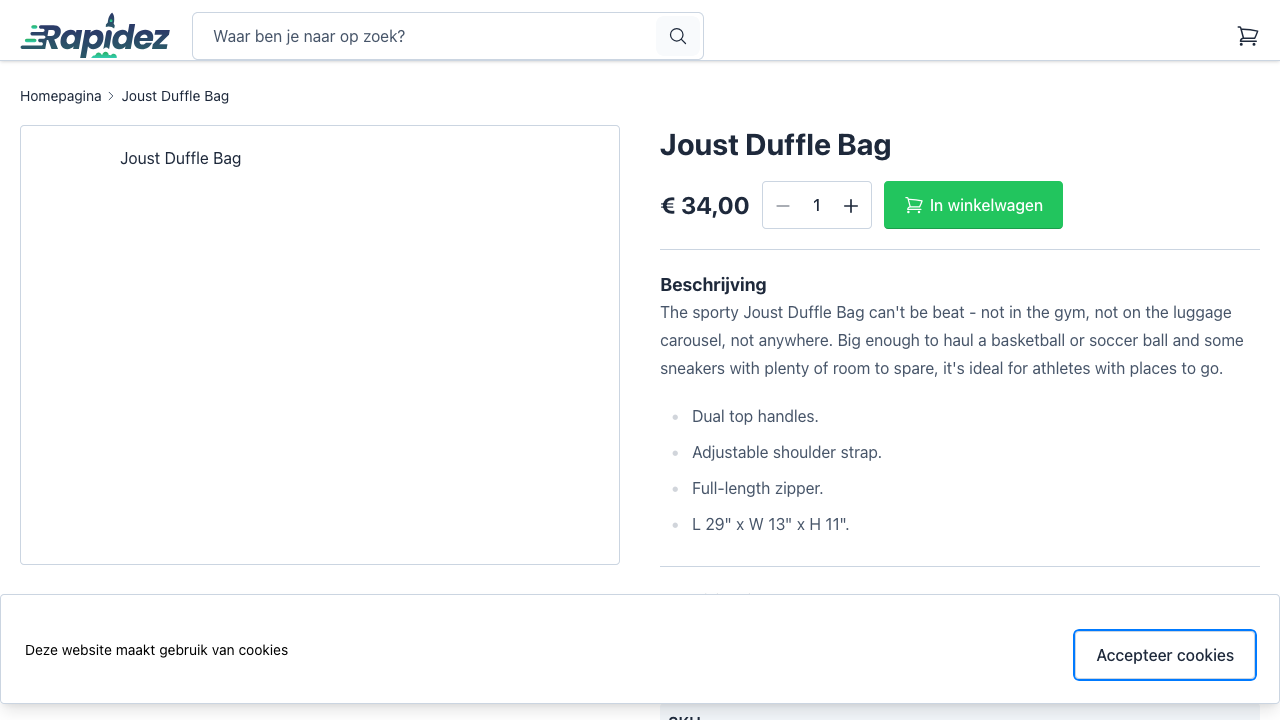 Rapidez
Waar ben je naar op zoek?
Homepagina
Joust Duffle Bag
Joust Duffle Bag
Joust Duffle Bag
€ 34,00
1
In winkelwagen
Beschrijving
The sporty Joust Duffle Bag can't be beat - not in the gym, not on the luggage
carousel, not anywhere. Big enough to haul a basketball or soccer ball and some
sneakers with plenty of room to spare, it's ideal for athletes with places to go.
Dual top handles.
Adjustable shoulder strap.
Full-length zipper.
L 29" x W 13" x H 11".
Deze website maakt gebruik van cookies
Accepteer cookies